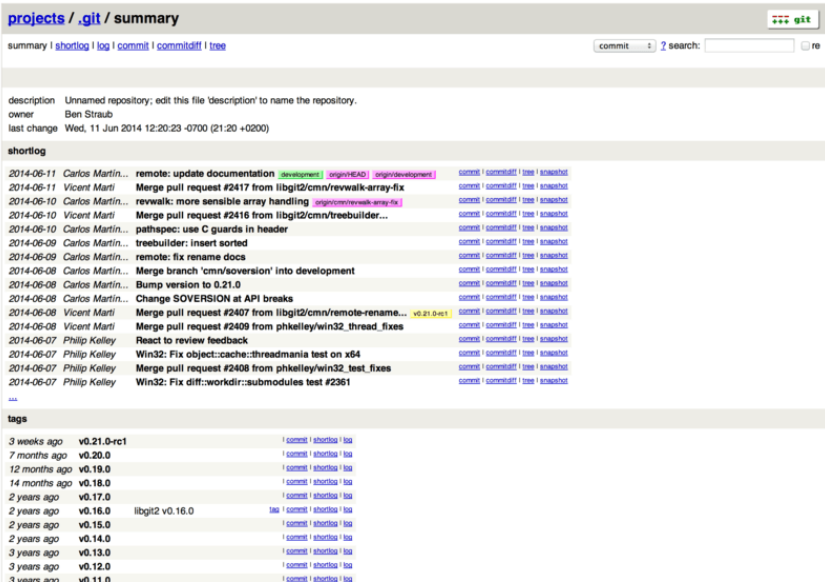 projects / .git / summary
git
summary | shortlog | log | commit | commitdiff | tree
commit ? search: re
description Unnamed repository; edit this file 'description' to name the repository.
owner Ben Straub
last change Wed, 11 Jun 2014 12:20:23 -0700 (21:20 +0200)
shortlog
2014-06-11 Carlos Martín... remote: update documentation development origin/HEAD origin/development commit | commitdiff | tree | snapshot
2014-06-11 Vicent Marti Merge pull request #2417 from libgit2/cmn/revwalk-array-fix commit | commitdiff | tree | snapshot
2014-06-10 Carlos Martín... revwalk: more sensible array handling origin/cmn/revwalk-array-fix commit | commitdiff | tree | snapshot
2014-06-10 Vicent Marti Merge pull request #2416 from libgit2/cmn/treebuilder... commit | commitdiff | tree | snapshot
2014-06-10 Carlos Martín... pathspec: use C guards in header commit | commitdiff | tree | snapshot
2014-06-09 Carlos Martín... treebuilder: insert sorted commit | commitdiff | tree | snapshot
2014-06-09 Carlos Martín... remote: fix rename docs commit | commitdiff | tree | snapshot
2014-06-08 Carlos Martín... Merge branch 'cmn/soversion' into development commit | commitdiff | tree | snapshot
2014-06-08 Carlos Martín... Bump version to 0.21.0 commit | commitdiff | tree | snapshot
2014-06-08 Carlos Martín... Change SOVERSION at API breaks commit | commitdiff | tree | snapshot
2014-06-08 Vicent Marti Merge pull request #2407 from libgit2/cmn/remote-rename... v0.21.0-rc1 commit | commitdiff | tree | snapshot
2014-06-08 Vicent Marti Merge pull request #2409 from phkelley/win32_thread_fixes commit | commitdiff | tree | snapshot
2014-06-07 Philip Kelley React to review feedback commit | commitdiff | tree | snapshot
2014-06-07 Philip Kelley Win32: Fix object::cache::threadmania test on x64 commit | commitdiff | tree | snapshot
2014-06-07 Philip Kelley Merge pull request #2408 from phkelley/win32_test_fixes commit | commitdiff | tree | snapshot
2014-06-07 Philip Kelley Win32: Fix diff::workdir::submodules test #2361 commit | commitdiff | tree | snapshot
...
tags
3 weeks ago v0.21.0-rc1 | commit | shortlog | log
7 months ago v0.20.0 | commit | shortlog | log
12 months ago v0.19.0 | commit | shortlog | log
14 months ago v0.18.0 | commit | shortlog | log
2 years ago v0.17.0 | commit | shortlog | log
2 years ago v0.16.0 libgit2 v0.16.0 tag | commit | shortlog | log
2 years ago v0.15.0 | commit | shortlog | log
2 years ago v0.14.0 | commit | shortlog | log
3 years ago v0.13.0 | commit | shortlog | log
3 years ago v0.12.0 | commit | shortlog | log
3 years ago v0.11.0 | commit | shortlog | log